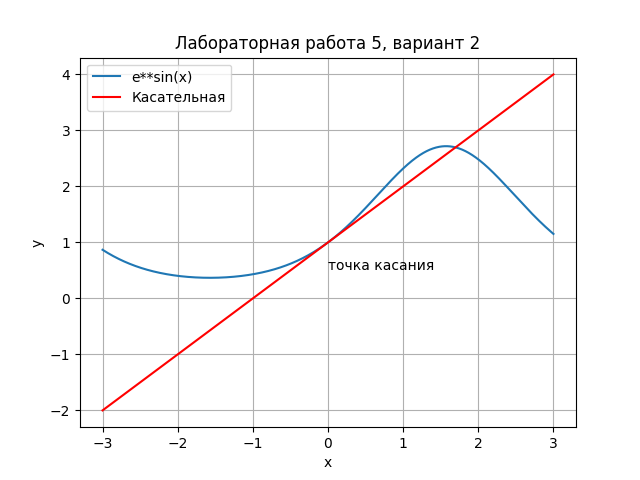 Лабораторная работа 5, вариант 2
e**sin(x)
Касательная
точка касания
4
3
2
1
0
−1
−2
y
−3
−2
−1
0
1
2
3
x